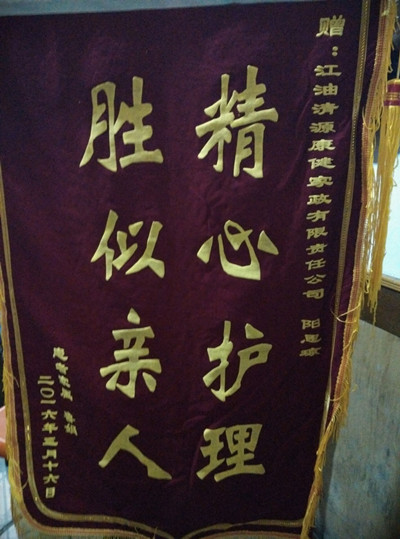 赠：江油清源康健家政有限责任公司 阳思琼
精心护理
胜似亲人
二〇一六年三月十六日